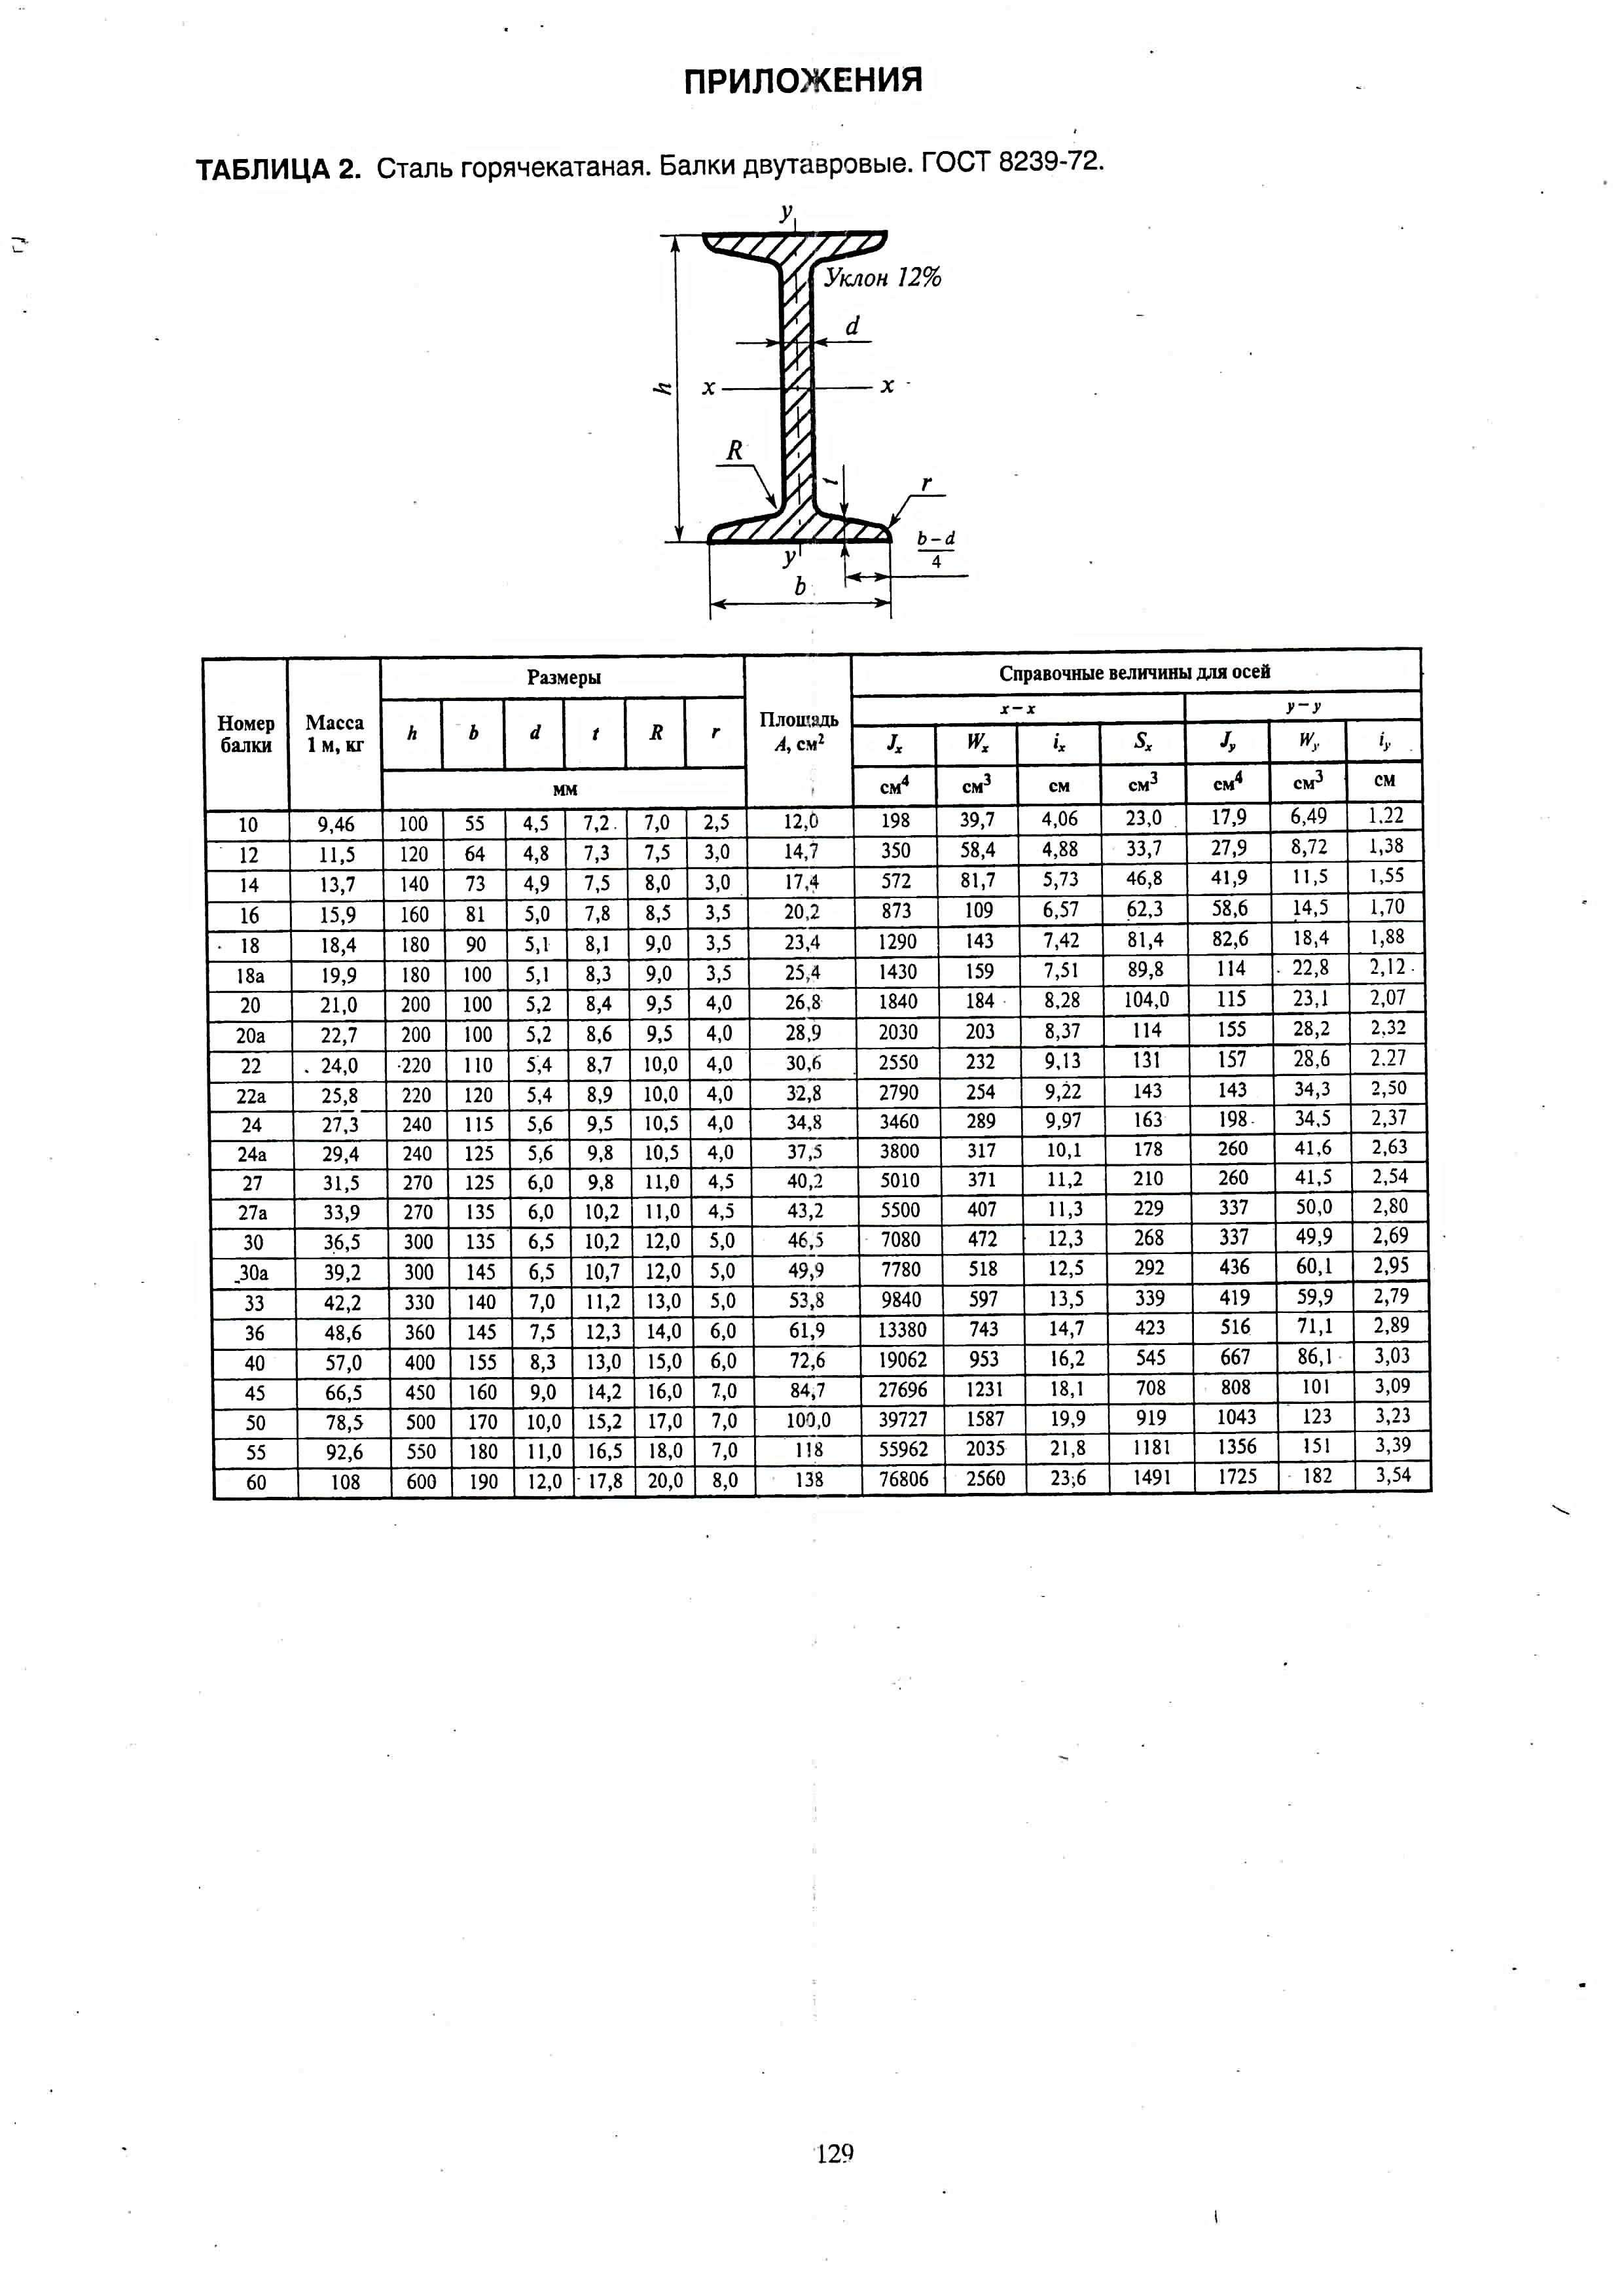 ПРИЛОЖЕНИЯ
ТАБЛИЦА 2. Сталь горячекатаная. Балки двутавровые. ГОСТ 8239-72.
y
Уклон 12%
d
h
x x
R
t
r
b-d
4
y
b
Номер балки Масса 1 м, кг Размеры Площадь A, см² Справочные величины для осей
x-x y-y
h b d t R r Jx Wx ix Sx Jy Wy iy
мм см⁴ см³ см см³ см⁴ см³ см
10 9,46 100 55 4,5 7,2 7,0 2,5 12,0 198 39,7 4,06 23,0 17,9 6,49 1.22
12 11,5 120 64 4,8 7,3 7,5 3,0 14,7 350 58,4 4,88 33,7 27,9 8,72 1,38
14 13,7 140 73 4,9 7,5 8,0 3,0 17,4 572 81,7 5,73 46,8 41,9 11,5 1,55
16 15,9 160 81 5,0 7,8 8,5 3,5 20,2 873 109 6,57 62,3 58,6 14,5 1,70
18 18,4 180 90 5,1 8,1 9,0 3,5 23,4 1290 143 7,42 81,4 82,6 18,4 1,88
18а 19,9 180 100 5,1 8,3 9,0 3,5 25,4 1430 159 7,51 89,8 114 22,8 2,12
20 21,0 200 100 5,2 8,4 9,5 4,0 26,8 1840 184 8,28 104,0 115 23,1 2,07
20а 22,7 200 100 5,2 8,6 9,5 4,0 28,9 2030 203 8,37 114 155 28,2 2,32
22 24,0 220 110 5,4 8,7 10,0 4,0 30,6 2550 232 9,13 131 157 28,6 2.27
22а 25,8 220 120 5,4 8,9 10,0 4,0 32,8 2790 254 9,22 143 143 34,3 2,50
24 27,3 240 115 5,6 9,5 10,5 4,0 34,8 3460 289 9,97 163 198 34,5 2,37
24а 29,4 240 125 5,6 9,8 10,5 4,0 37,5 3800 317 10,1 178 260 41,6 2,63
27 31,5 270 125 6,0 9,8 11,0 4,5 40,2 5010 371 11,2 210 260 41,5 2,54
27а 33,9 270 135 6,0 10,2 11,0 4,5 43,2 5500 407 11,3 229 337 50,0 2,80
30 36,5 300 135 6,5 10,2 12,0 5,0 46,5 7080 472 12,3 268 337 49,9 2,69
30а 39,2 300 145 6,5 10,7 12,0 5,0 49,9 7780 518 12,5 292 436 60,1 2,95
33 42,2 330 140 7,0 11,2 13,0 5,0 53,8 9840 597 13,5 339 419 59,9 2,79
36 48,6 360 145 7,5 12,3 14,0 6,0 61,9 13380 743 14,7 423 516 71,1 2,89
40 57,0 400 155 8,3 13,0 15,0 6,0 72,6 19062 953 16,2 545 667 86,1 3,03
45 66,5 450 160 9,0 14,2 16,0 7,0 84,7 27696 1231 18,1 708 808 101 3,09
50 78,5 500 170 10,0 15,2 17,0 7,0 100,0 39727 1587 19,9 919 1043 123 3,23
55 92,6 550 180 11,0 16,5 18,0 7,0 118 55962 2035 21,8 1181 1356 151 3,39
60 108 600 190 12,0 17,8 20,0 8,0 138 76806 2560 23,6 1491 1725 182 3,54
129